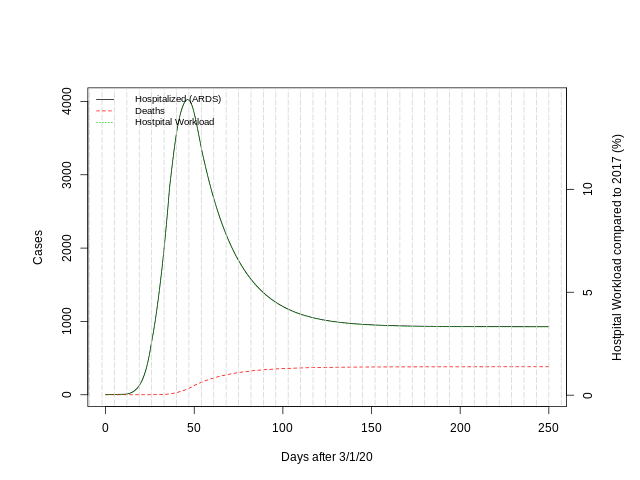 Hospitalized (ARDS)
Deaths
Hostpital Workload
Cases
0
1000
2000
3000
4000
Hostpital Workload compared to 2017 (%)
0
5
10
0 50 100 150 200 250
Days after 3/1/20